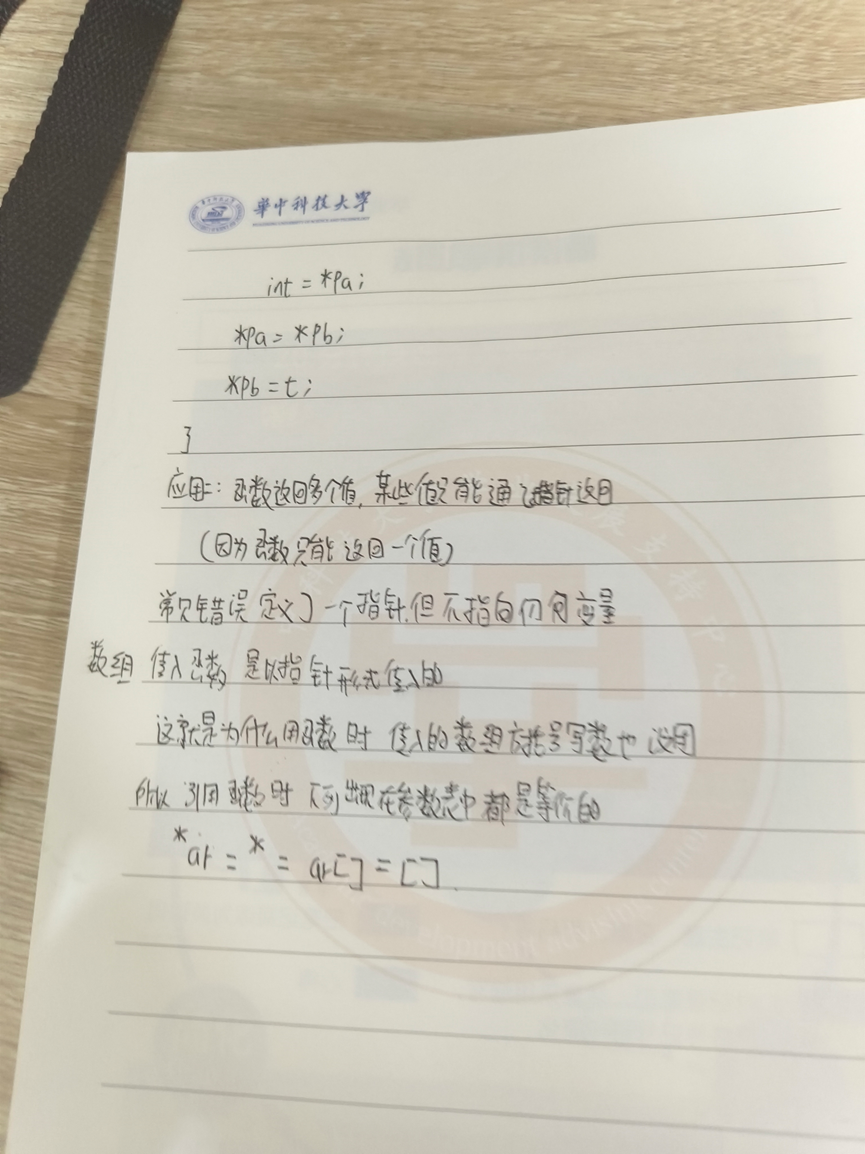 華中科技大学
int = *pa;
*pa = *pb;
*pb = t;
}
应用二: 函数返回多个值, 某些值只能通过指针返回
(因为函数只能返回一个值)
常见错误 定义了一个指针,但不指向任何变量
数组 传入函数 是以指针形式传入的
这就是为什么用函数时 传入的数组方括号写数也没用
所以 引用函数时 下列出现在参数表中 都是等价的
*ar = * = ar[] = []